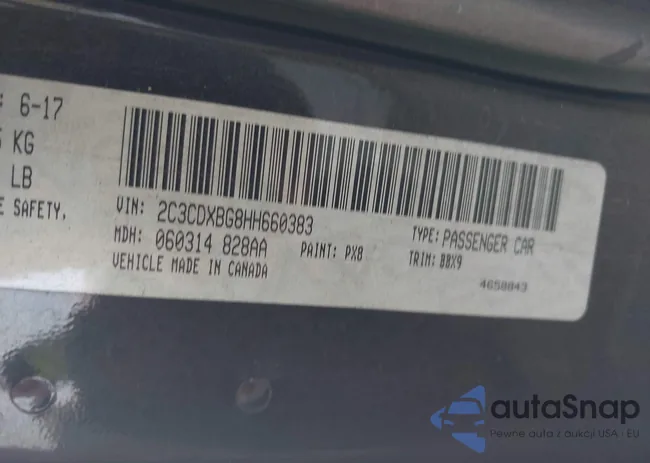 : 6-17
KG
LB
E SAFETY,
VIN: 2C3CDXBG8HH660383
TYPE: PASSENGER CAR
MDH: 060314 828AA
PAINT: PX8
TRIM: BBX9
VEHICLE MADE IN CANADA
4658843
autaSnap
Pewne auta z aukcji USA - EU